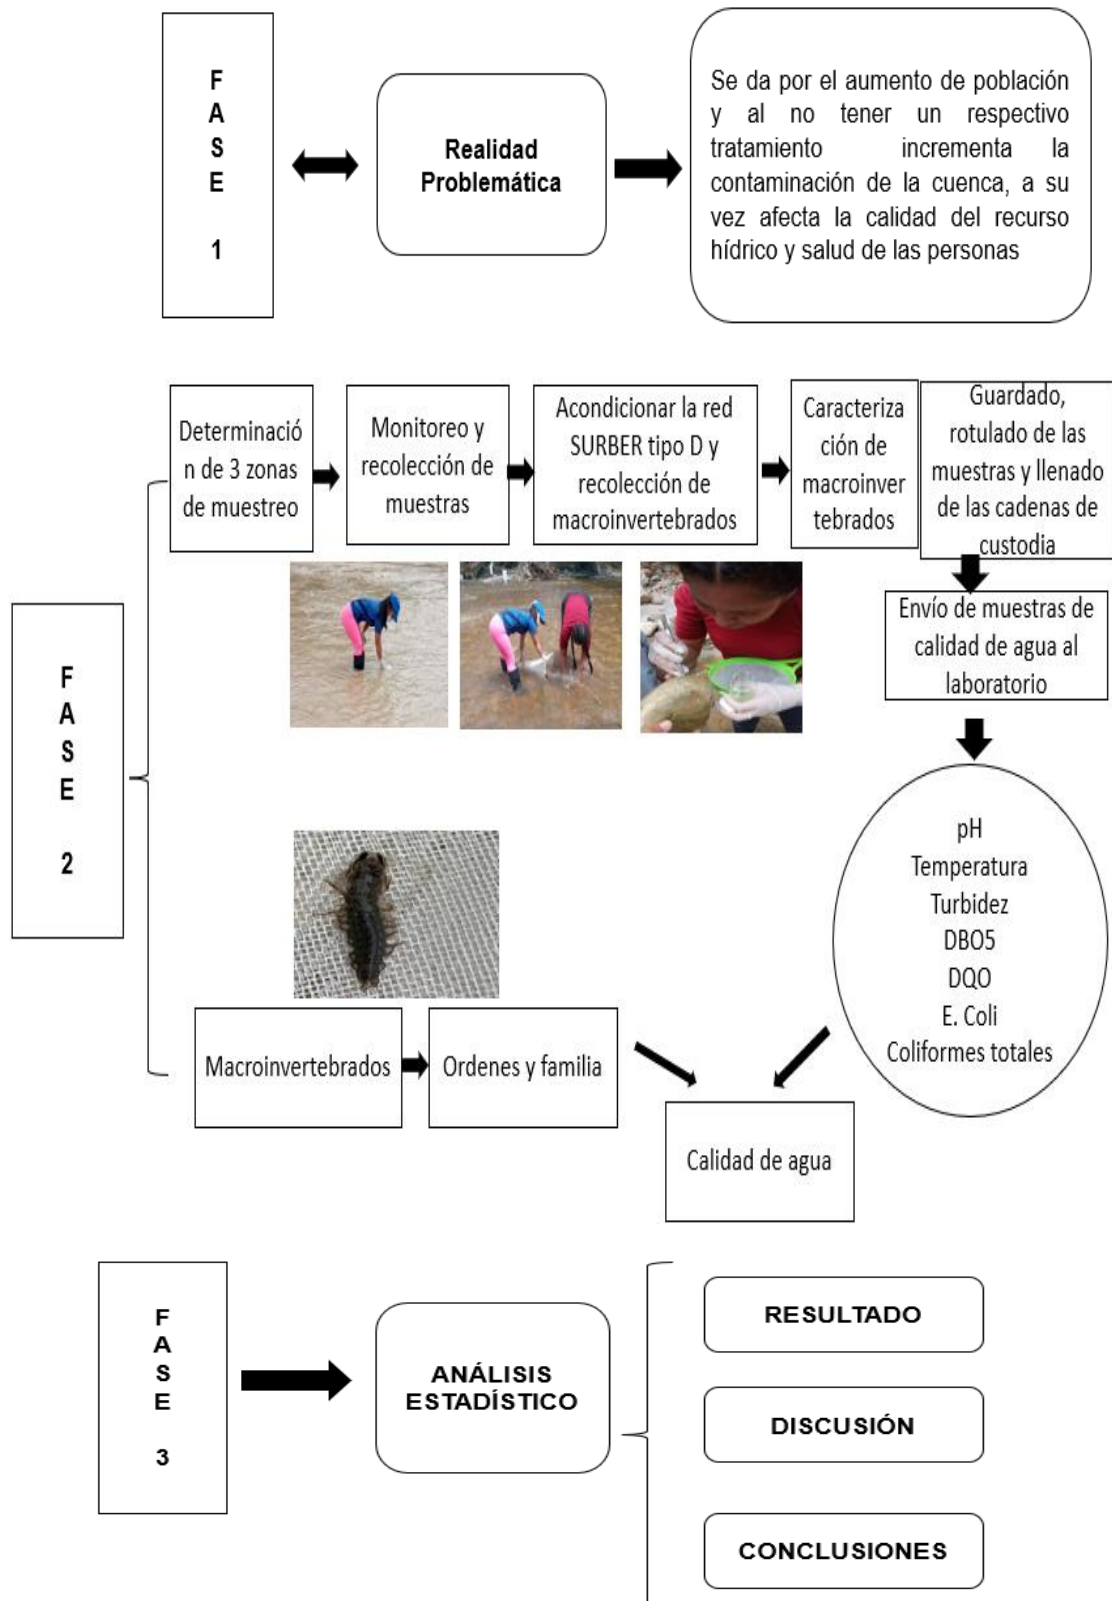 F
A
S
E
1
Realidad
Problemática
Se da por el aumento de población
y al no tener un respectivo
tratamiento incrementa la
contaminación de la cuenca, a su
vez afecta la calidad del recurso
hídrico y salud de las personas
F
A
S
E
2
Determinació
n de 3 zonas
de muestreo
Monitoreo y
recolección de
muestras
Acondicionar la red
SURBER tipo D y
recolección de
macroinvertebrados
Caracteriza
ción de
macroinver
tebrados
Guardado,
rotulado de las
muestras y llenado
de las cadenas de
custodia
Envío de muestras de
calidad de agua al
laboratorio
pH
Temperatura
Turbidez
DBO5
DQO
E. Coli
Coliformes totales
Macroinvertebrados
Ordenes y familia
Calidad de agua
F
A
S
E
3
ANÁLISIS
ESTADÍSTICO
RESULTADO
DISCUSIÓN
CONCLUSIONES